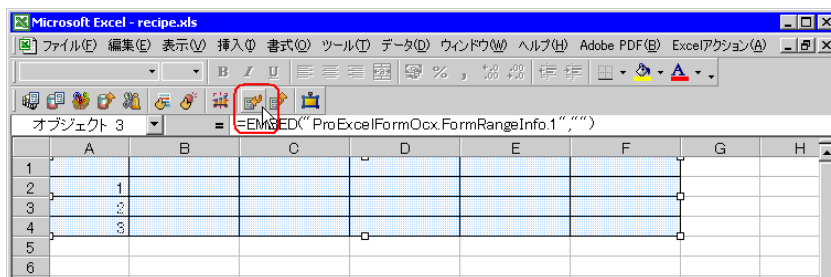 Microsoft Excel - recipe.xls
ファイル(F) 編集(E) 表示(V) 挿入(I) 書式(O) ツール(T) データ(D) ウィンドウ(W) ヘルプ(H) Adobe PDF(B) Excelアクション(A)
B I U % ,
オブジェクト 3 = =EMBED("ProExcelFormOcx.FormRangeInfo.1","")
A B C D E F G H
1
2 1
3 2
4 3
5
6